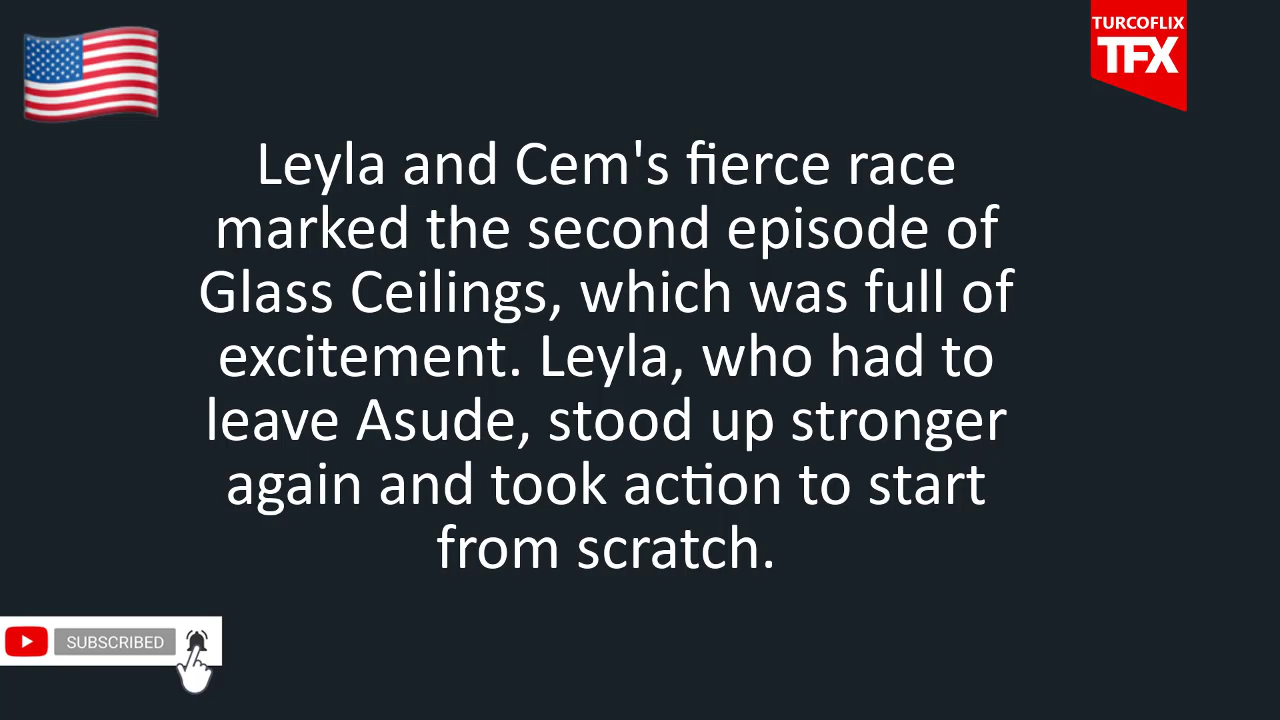 TURCOFLIX
TFX
Leyla and Cem's fierce race
marked the second episode of
Glass Ceilings, which was full of
excitement. Leyla, who had to
leave Asude, stood up stronger
again and took action to start
from scratch.
SUBSCRIBED